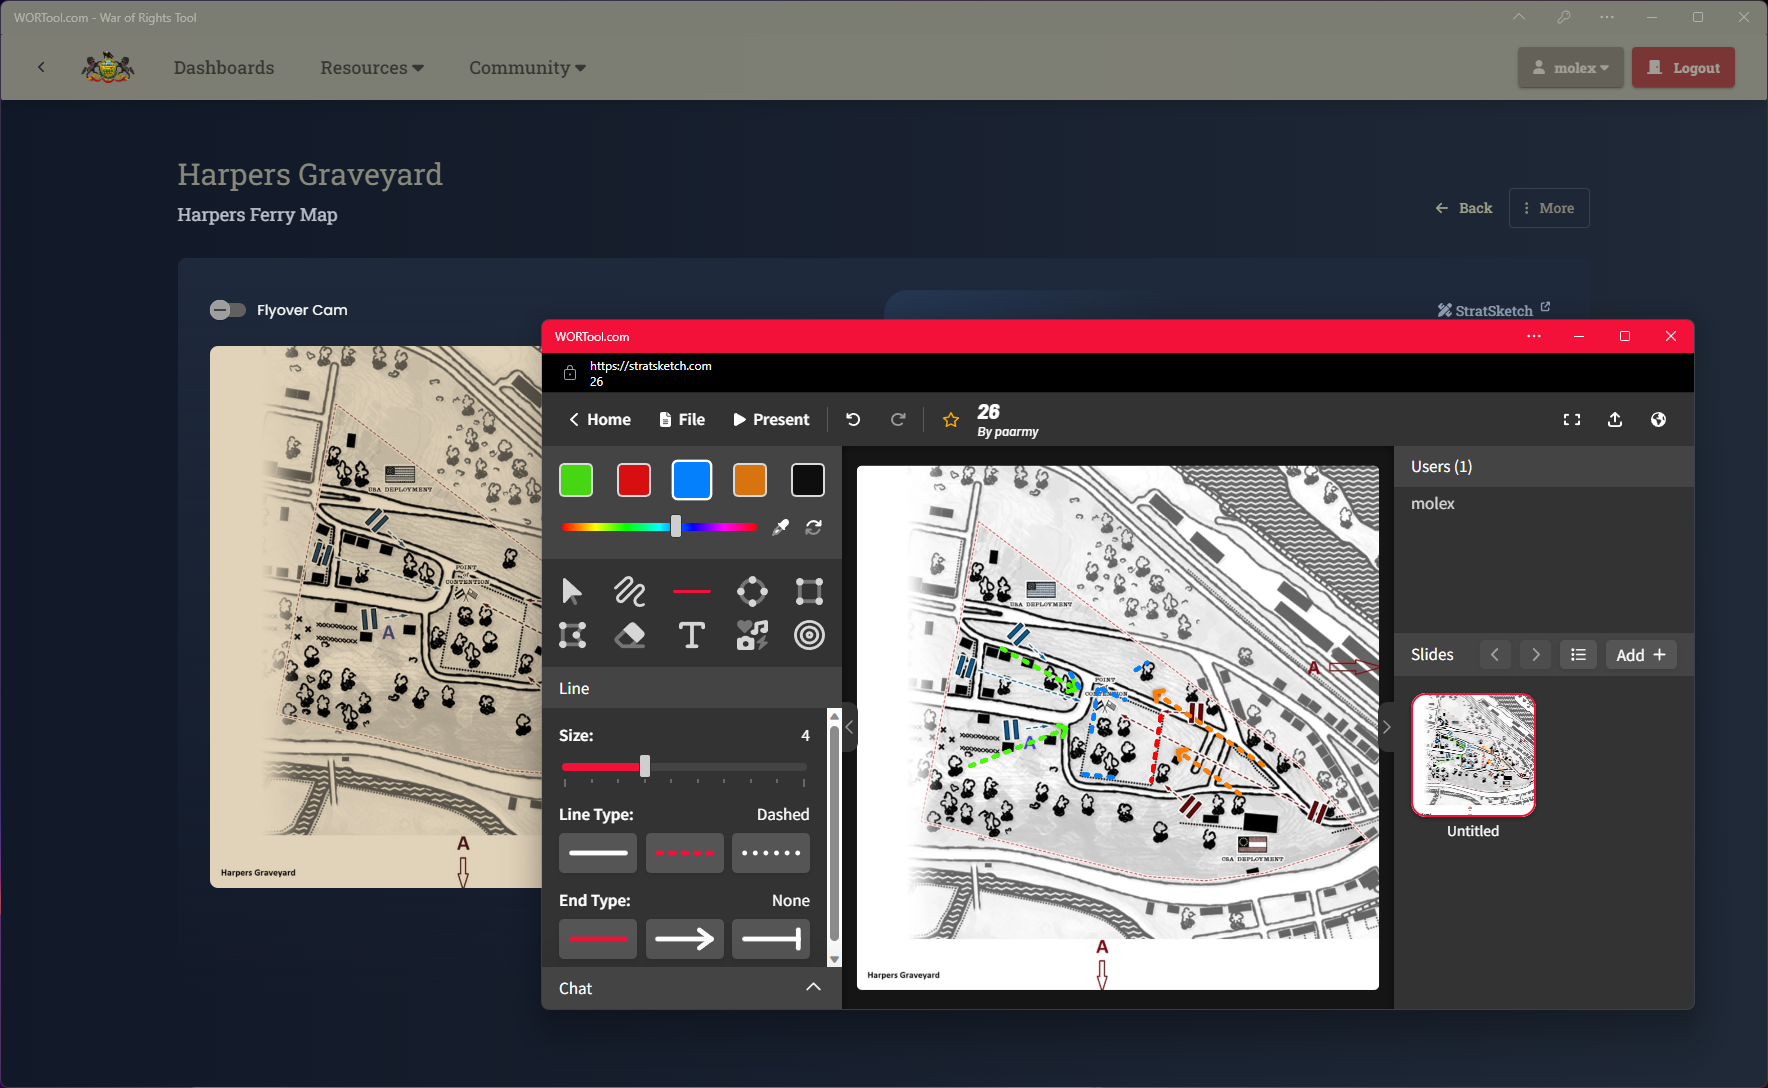 WORTool.com - War of Rights Tool
Dashboards
Resources
Community
molex
Logout
Harpers Graveyard
Harpers Ferry Map
Back
More
Flyover Cam
StratSketch
USA DEPLOYMENT
POINT
CONTENTION
A
A
Harpers Graveyard
WORTool.com
https://stratsketch.com
26
Home
File
Present
26
By paarmy
Line
Size:
4
Line Type:
Dashed
End Type:
None
Chat
USA DEPLOYMENT
A
POINT
CONTENTION
A
CSA DEPLOYMENT
A
Harpers Graveyard
Users (1)
molex
Slides
Add +
Untitled